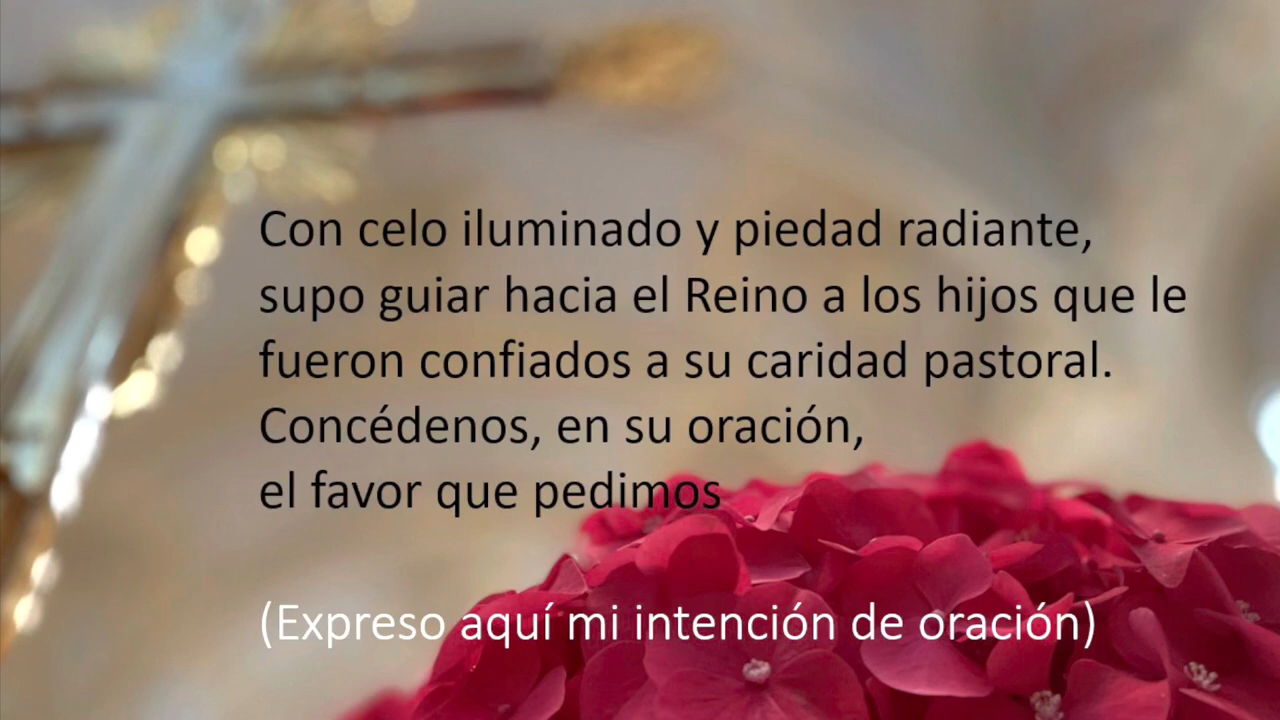 Con celo iluminado y piedad radiante,
supo guiar hacia el Reino a los hijos que le
fueron confiados a su caridad pastoral.
Concédenos, en su oración,
el favor que pedimos
(Expreso aquí mi intención de oración)